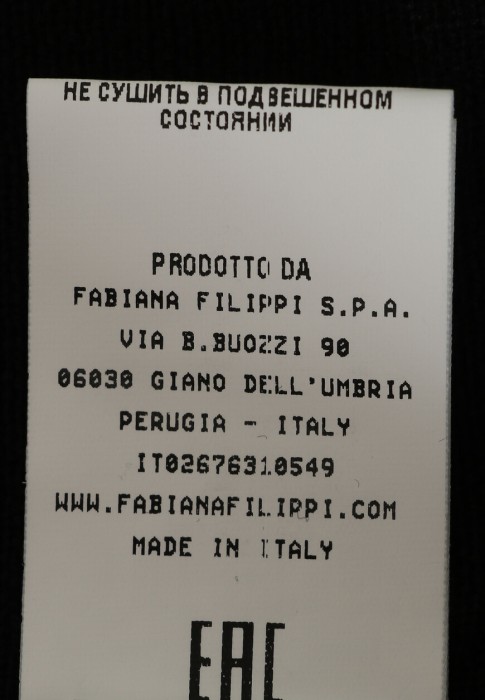 НЕ СУШИТЬ В ПОДВЕШЕННОМ
СОСТОЯНИИ
PRODOTTO DA
FABIANA FILIPPI S.P.A.
VIA B.BUOZZI 90
06030 GIANO DELL'UMBRIA
PERUGIA - ITALY
IT02676310549
WWW.FABIANAFILIPPI.COM
MADE IN ITALY
EAC